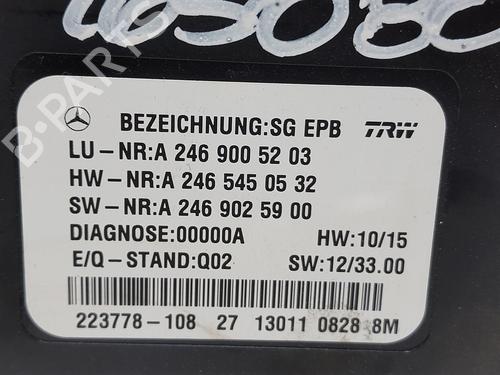 BEZEICHNUNG:SG EPB TRW
LU-NR:A 246 900 52 03
HW-NR:A 246 545 05 32
SW-NR:A 246 902 59 00
DIAGNOSE:00000A HW:10/15
E/Q-STAND:Q02 SW:12/33.00
223778-108 27 13011 0828 8M
B-PARTS